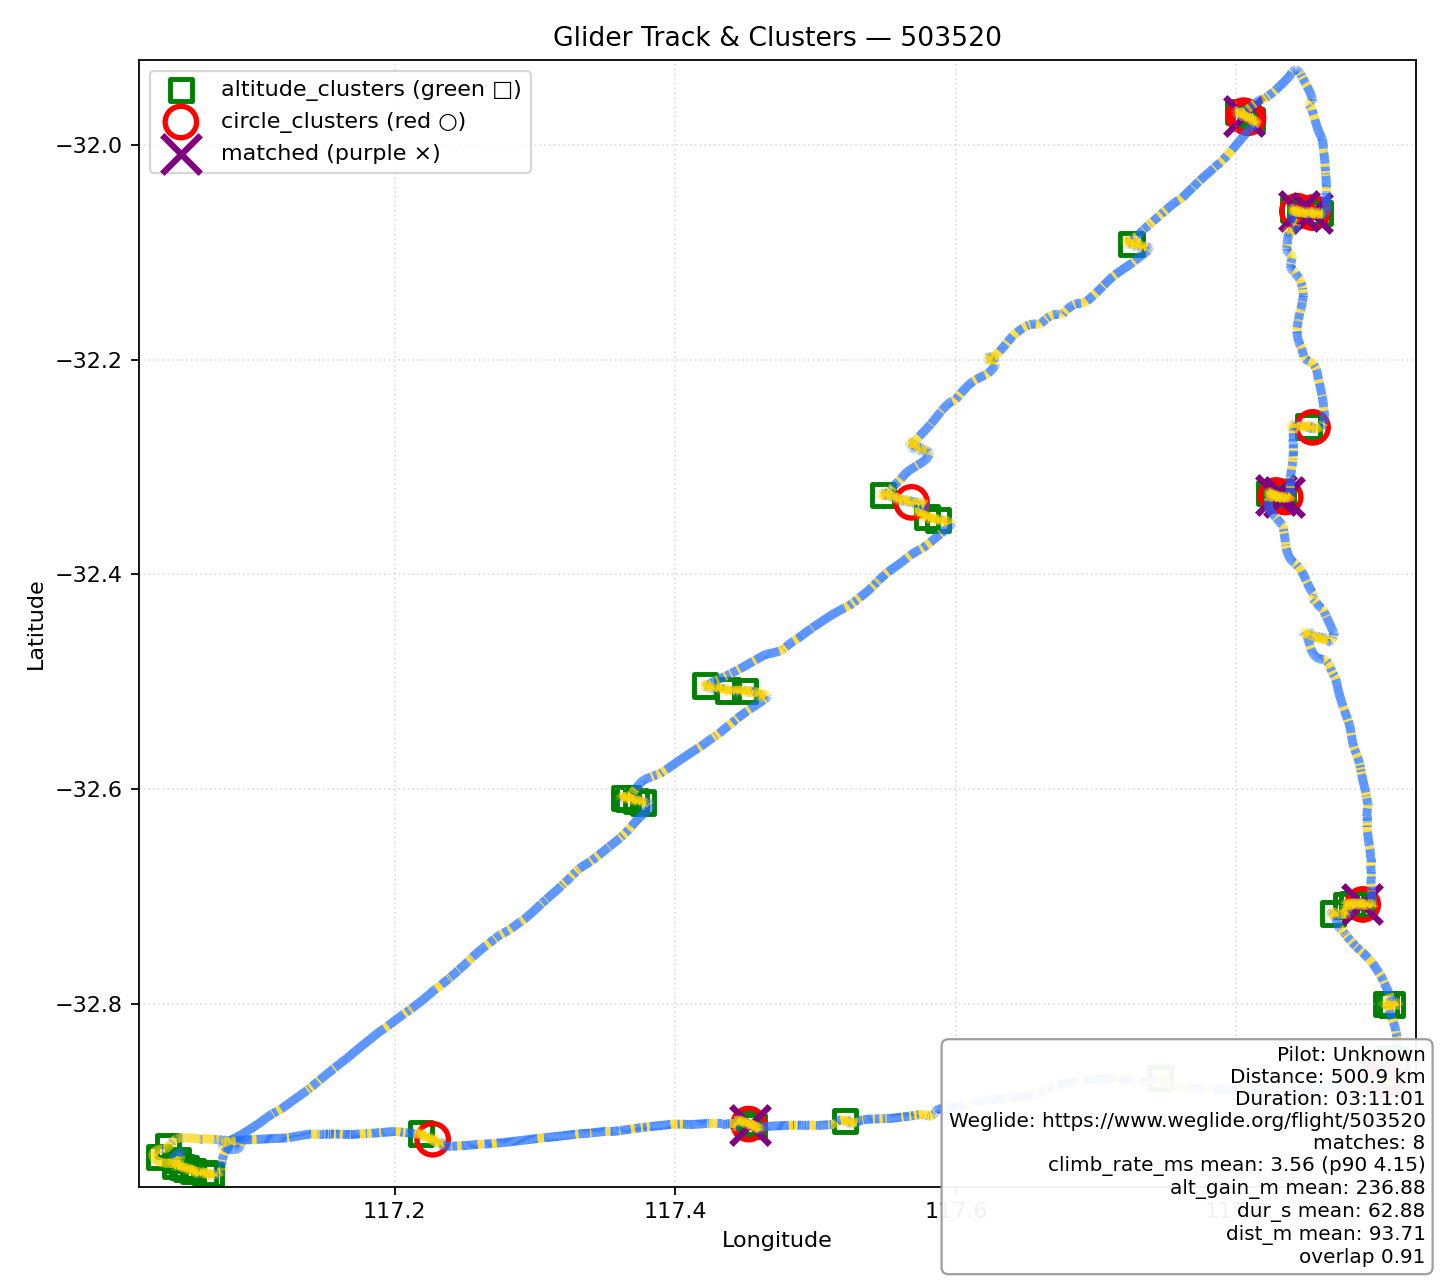 Glider Track & Clusters — 503520
altitude_clusters (green □)
circle_clusters (red ○)
matched (purple ×)
−32.0
−32.2
−32.4
−32.6
−32.8
Latitude
117.2
117.4
117.6
Longitude
Pilot: Unknown
Distance: 500.9 km
Duration: 03:11:01
Weglide: https://www.weglide.org/flight/503520
matches: 8
climb_rate_ms mean: 3.56 (p90 4.15)
alt_gain_m mean: 236.88
dur_s mean: 62.88
dist_m mean: 93.71
overlap 0.91